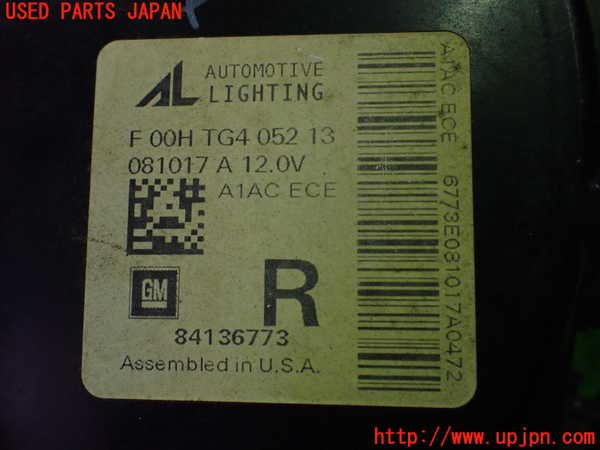 USED PARTS JAPAN
AL AUTOMOTIVE
LIGHTING
F 00H TG4 052 13
081017 A 12.0V
A1AC ECE
GM
R
84136773
Assembled in U.S.A.
A1AC ECE 6773E081017A0472
http://www.upjpn.com/